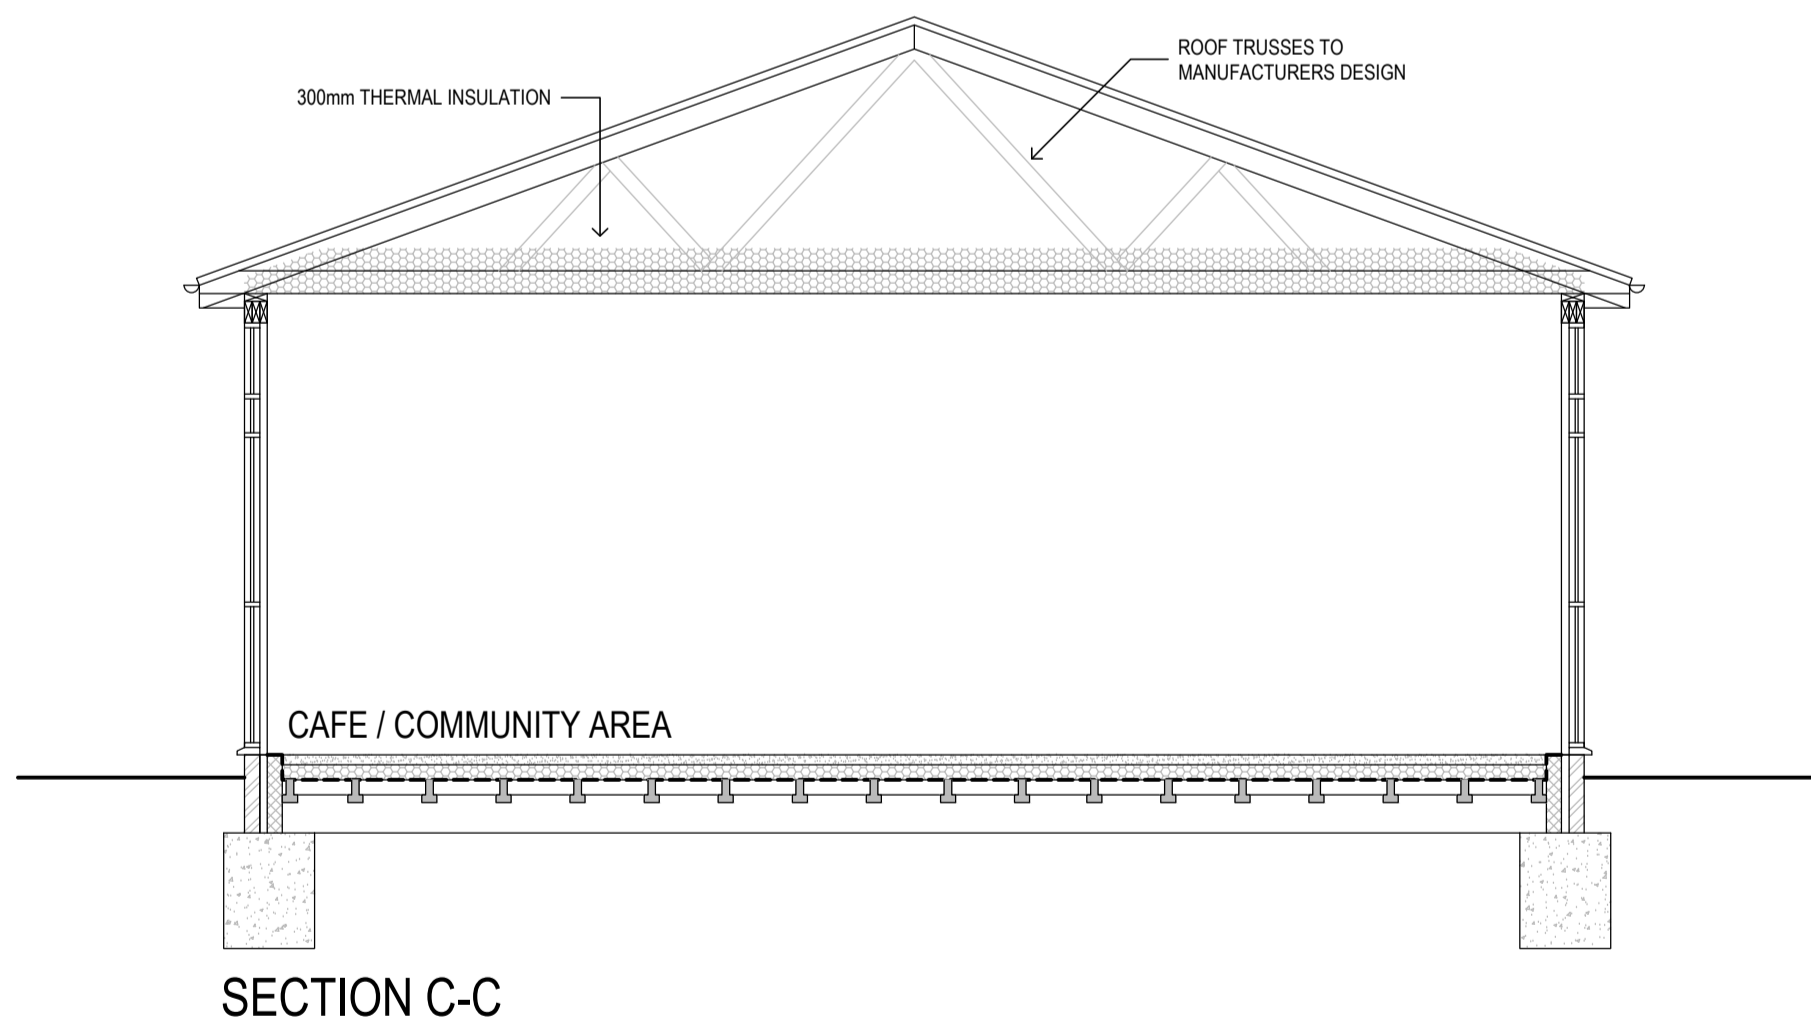 ROOF TRUSSES TO
MANUFACTURERS DESIGN
300mm THERMAL INSULATION
CAFE / COMMUNITY AREA
SECTION C-C